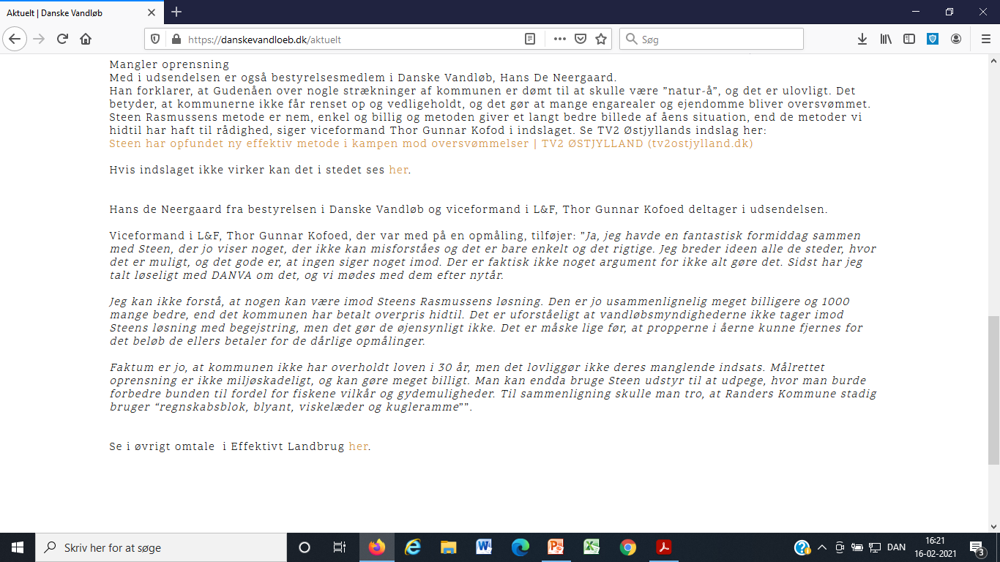 Aktuelt | Danske Vandløb
https://danskevandloeb.dk/aktuelt
Søg
Mangler oprensning
Med i udsendelsen er også bestyrelsesmedlem i Danske Vandløb, Hans De Neergaard.
Han forklarer, at Gudenåen over nogle strækninger af kommunen er dømt til at skulle være ”natur-å”, og det er ulovligt. Det
betyder, at kommunerne ikke får renset op og vedligeholdt, og det gør at mange engarealer og ejendomme bliver oversvømmet.
Steen Rasmussens metode er nem, enkel og billig og metoden giver et langt bedre billede af åens situation, end de metoder vi
hidtil har haft til rådighed, siger viceformand Thor Gunnar Kofod i indslaget. Se TV2 Østjyllands indslag her:
Steen har opfundet ny effektiv metode i kampen mod oversvømmelser | TV2 ØSTJYLLAND (tv2ostjylland.dk)
Hvis indslaget ikke virker kan det i stedet ses her.
Hans de Neergaard fra bestyrelsen i Danske Vandløb og viceformand i L&F, Thor Gunnar Kofoed deltager i udsendelsen.
Viceformand i L&F, Thor Gunnar Kofoed, der var med på en opmåling, tilføjer: ”Ja, jeg havde en fantastisk formiddag sammen
med Steen, der jo viser noget, der ikke kan misforståes og det er bare enkelt og det rigtige. Jeg breder ideen alle de steder, hvor
det er muligt, og det gode er, at ingen siger noget imod. Der er faktisk ikke noget argument for ikke alt gøre det. Sidst har jeg
talt løseligt med DANVA om det, og vi mødes med dem efter nytår.
Jeg kan ikke forstå, at nogen kan være imod Steens Rasmussens løsning. Den er jo usammenlignelig meget billigere og 1000
mange bedre, end det kommunen har betalt overpris hidtil. Det er uforståeligt at vandløbsmyndighederne ikke tager imod
Steens løsning med begejstring, men det gør de øjensynligt ikke. Det er måske lige før, at propperne i åerne kunne fjernes for
det beløb de ellers betaler for de dårlige opmålinger.
Faktum er jo, at kommunen ikke har overholdt loven i 30 år, men det lovliggør ikke deres manglende indsats. Målrettet
oprensning er ikke miljøskadeligt, og kan gøre meget billigt. Man kan endda bruge Steen udstyr til at udpege, hvor man burde
forbedre bunden til fordel for fiskene vilkår og gydemuligheder. Til sammenligning skulle man tro, at Randers Kommune stadig
bruger “regnskabsblok, blyant, viskelæder og kugleramme””.
Se i øvrigt omtale i Effektivt Landbrug her.
Skriv her for at søge
DAN
16:21
16-02-2021
3